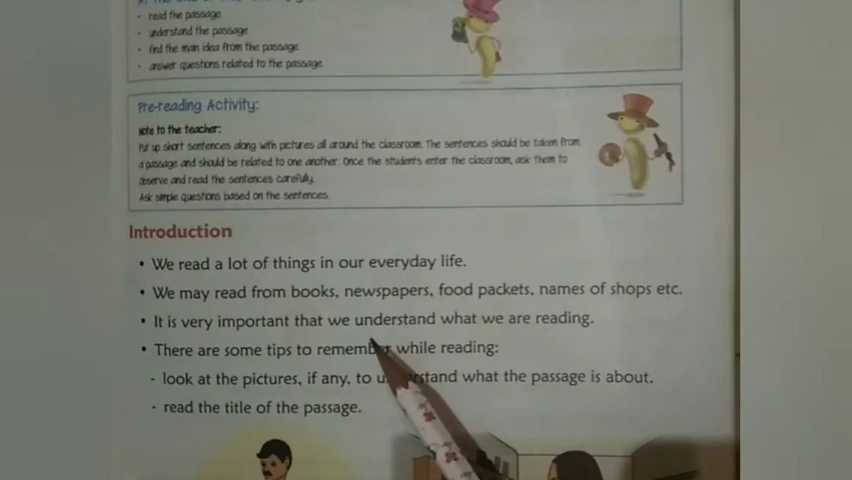 • read the passage
• understand the passage
• find the man idea from the passage
• answer questions related to the passage.
Pre-reading Activity:
Note to the teacher:
Put up short sentences along with pictures all around the classroom. The sentences should be taken from
a passage and should be related to one another. Once the students enter the classroom, ask them to
observe and read the sentences carefully.
Ask simple questions based on the sentences.
Introduction
• We read a lot of things in our everyday life.
• We may read from books, newspapers, food packets, names of shops etc.
• It is very important that we understand what we are reading.
• There are some tips to remember while reading:
- look at the pictures, if any, to understand what the passage is about.
- read the title of the passage.